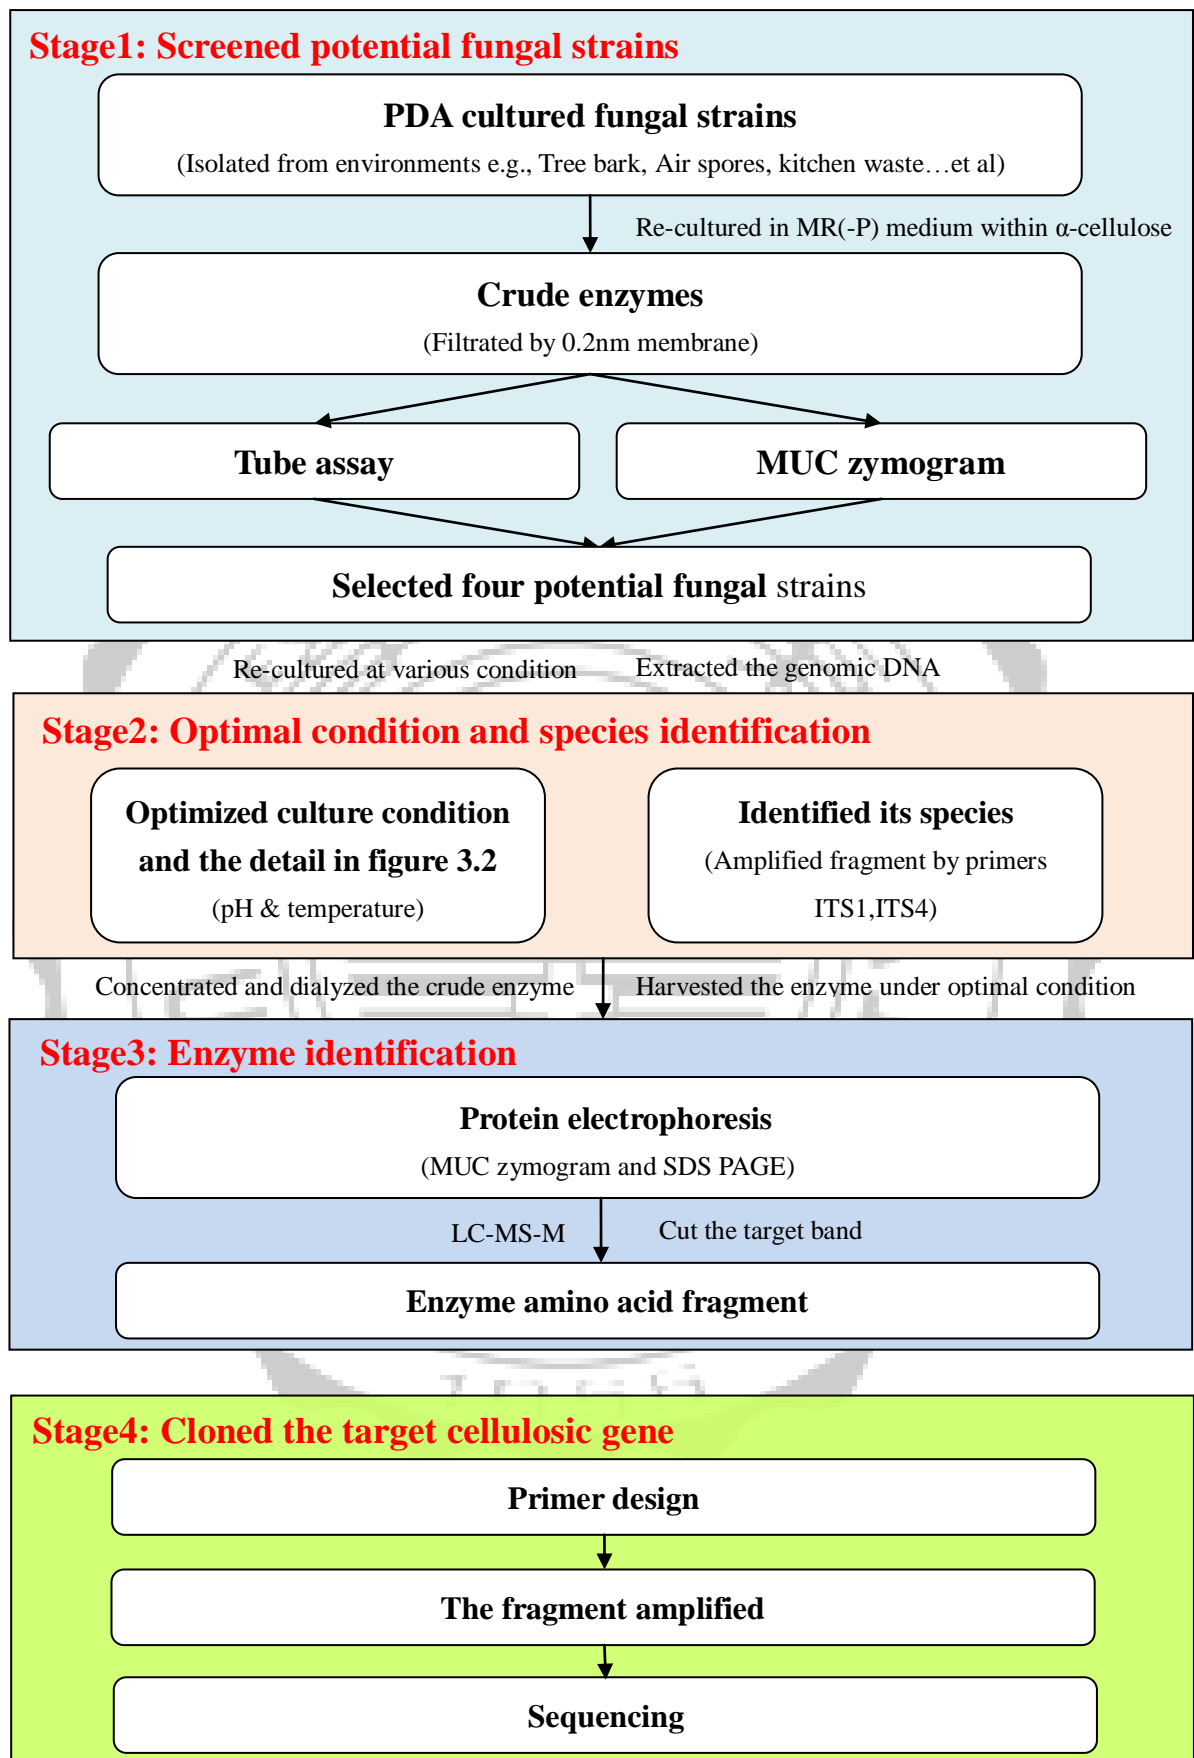 Stage1: Screened potential fungal strains
PDA cultured fungal strains
(Isolated from environments e.g., Tree bark, Air spores, kitchen waste…et al)
Re-cultured in MR(-P) medium within α-cellulose
Crude enzymes
(Filtrated by 0.2nm membrane)
Tube assay
MUC zymogram
Selected four potential fungal strains
Re-cultured at various condition
Extracted the genomic DNA
Stage2: Optimal condition and species identification
Optimized culture condition
and the detail in figure 3.2
(pH & temperature)
Identified its species
(Amplified fragment by primers
ITS1,ITS4)
Concentrated and dialyzed the crude enzyme
Harvested the enzyme under optimal condition
Stage3: Enzyme identification
Protein electrophoresis
(MUC zymogram and SDS PAGE)
LC-MS-M
Cut the target band
Enzyme amino acid fragment
Stage4: Cloned the target cellulosic gene
Primer design
The fragment amplified
Sequencing